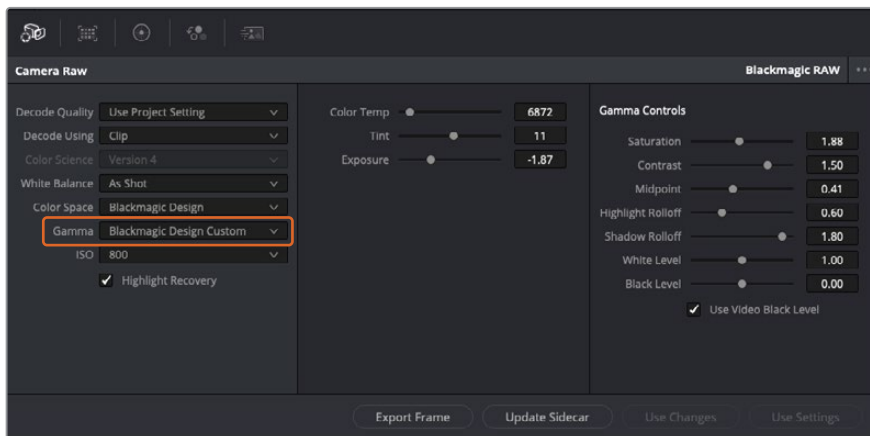 Camera Raw
Blackmagic RAW
Decode Quality Use Project Setting
Decode Using Clip
Color Science Version 4
White Balance As Shot
Color Space Blackmagic Design
Gamma Blackmagic Design Custom
ISO 800
Highlight Recovery
Color Temp 6872
Tint 11
Exposure -1.87
Gamma Controls
Saturation 1.88
Contrast 1.50
Midpoint 0.41
Highlight Rolloff 0.60
Shadow Rolloff 1.80
White Level 1.00
Black Level 0.00
Use Video Black Level
Export Frame
Update Sidecar
Use Changes
Use Settings